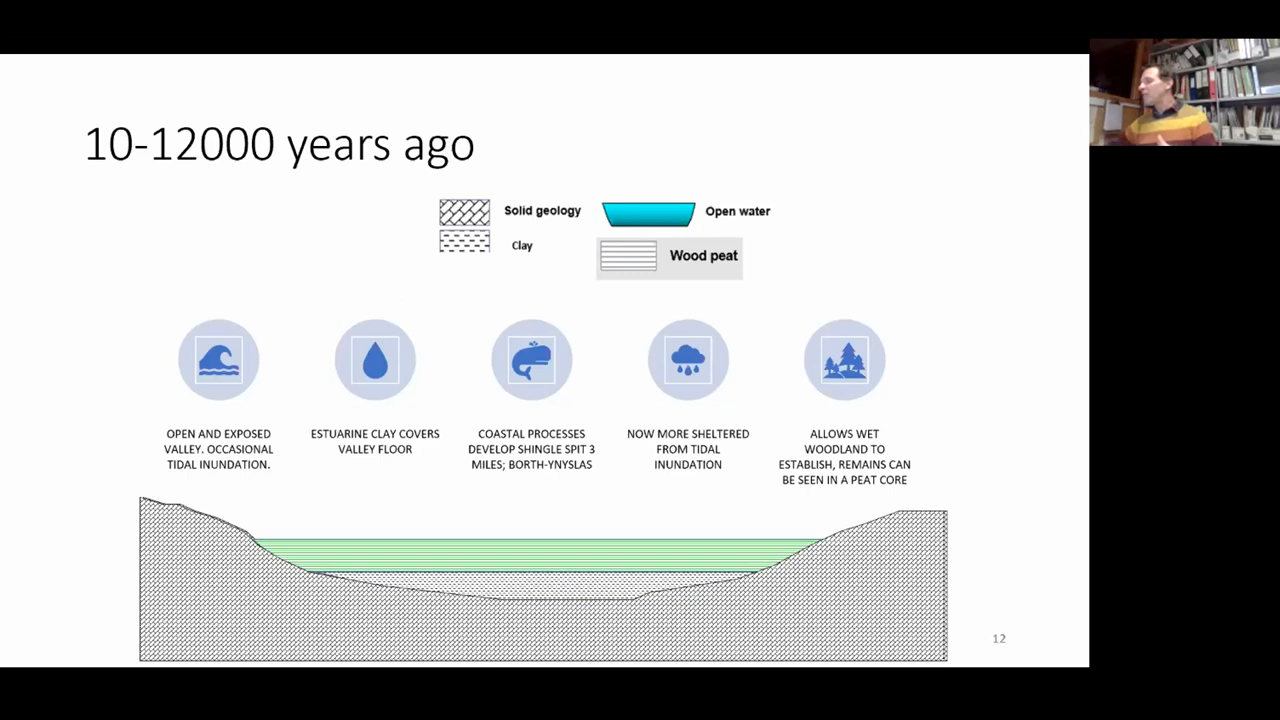 10-12000 years ago
Solid geology
Open water
Clay
Wood peat
OPEN AND EXPOSED
VALLEY. OCCASIONAL
TIDAL INUNDATION.
ESTUARINE CLAY COVERS
VALLEY FLOOR
COASTAL PROCESSES
DEVELOP SHINGLE SPIT 3
MILES; BORTH-YNYSLAS
NOW MORE SHELTERED
FROM TIDAL
INUNDATION
ALLOWS WET
WOODLAND TO
ESTABLISH, REMAINS CAN
BE SEEN IN A PEAT CORE
12